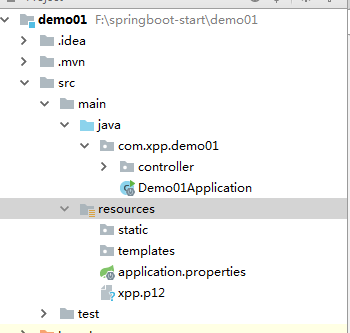 demo01 F:\springboot-start\demo01
.idea
.mvn
src
main
java
com.xpp.demo01
controller
Demo01Application
resources
static
templates
application.properties
xpp.p12
test